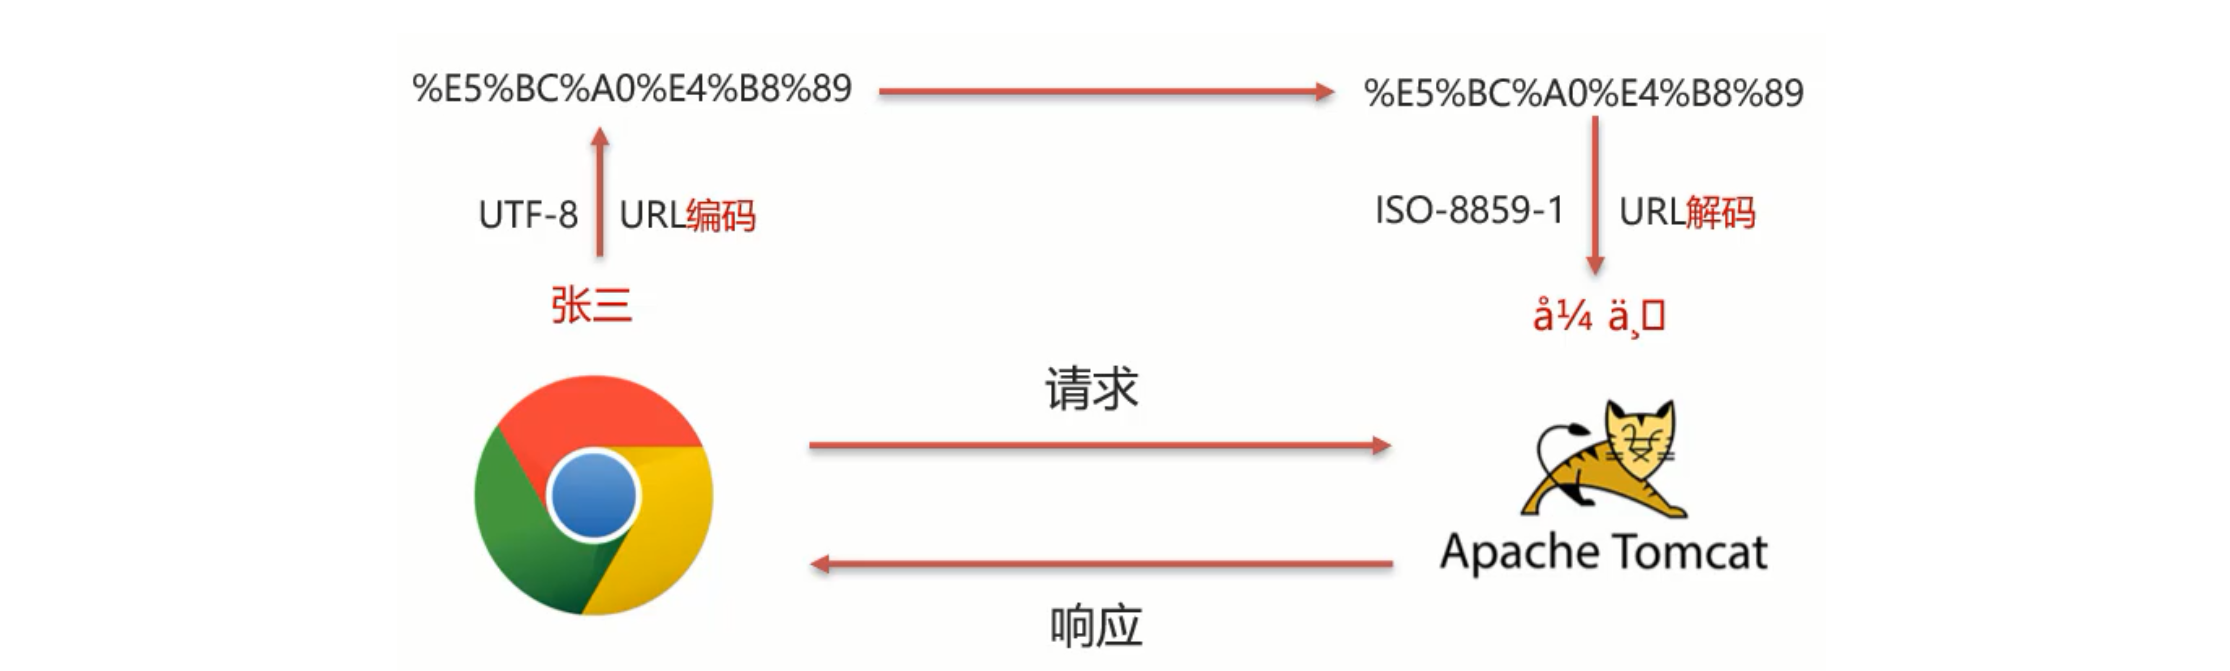 %E5%BC%A0%E4%B8%89
%E5%BC%A0%E4%B8%89
UTF-8
URL编码
ISO-8859-1
URL解码
张三
å¼ ä¸□
请求
Apache Tomcat
响应